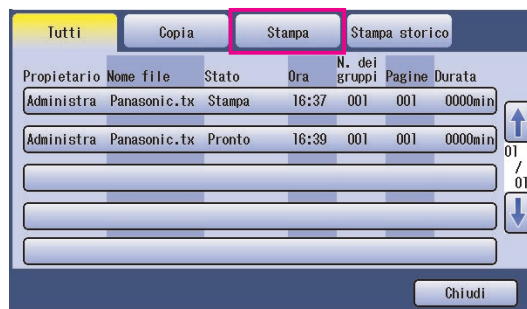 Tutti Copia Stampa Stampa storico
Propietario Nome file Stato Ora N. dei gruppi Pagine Durata
Administra Panasonic.tx Stampa 16:37 001 001 0000min
Administra Panasonic.tx Pronto 16:39 001 001 0000min
01
/
01
Chiudi